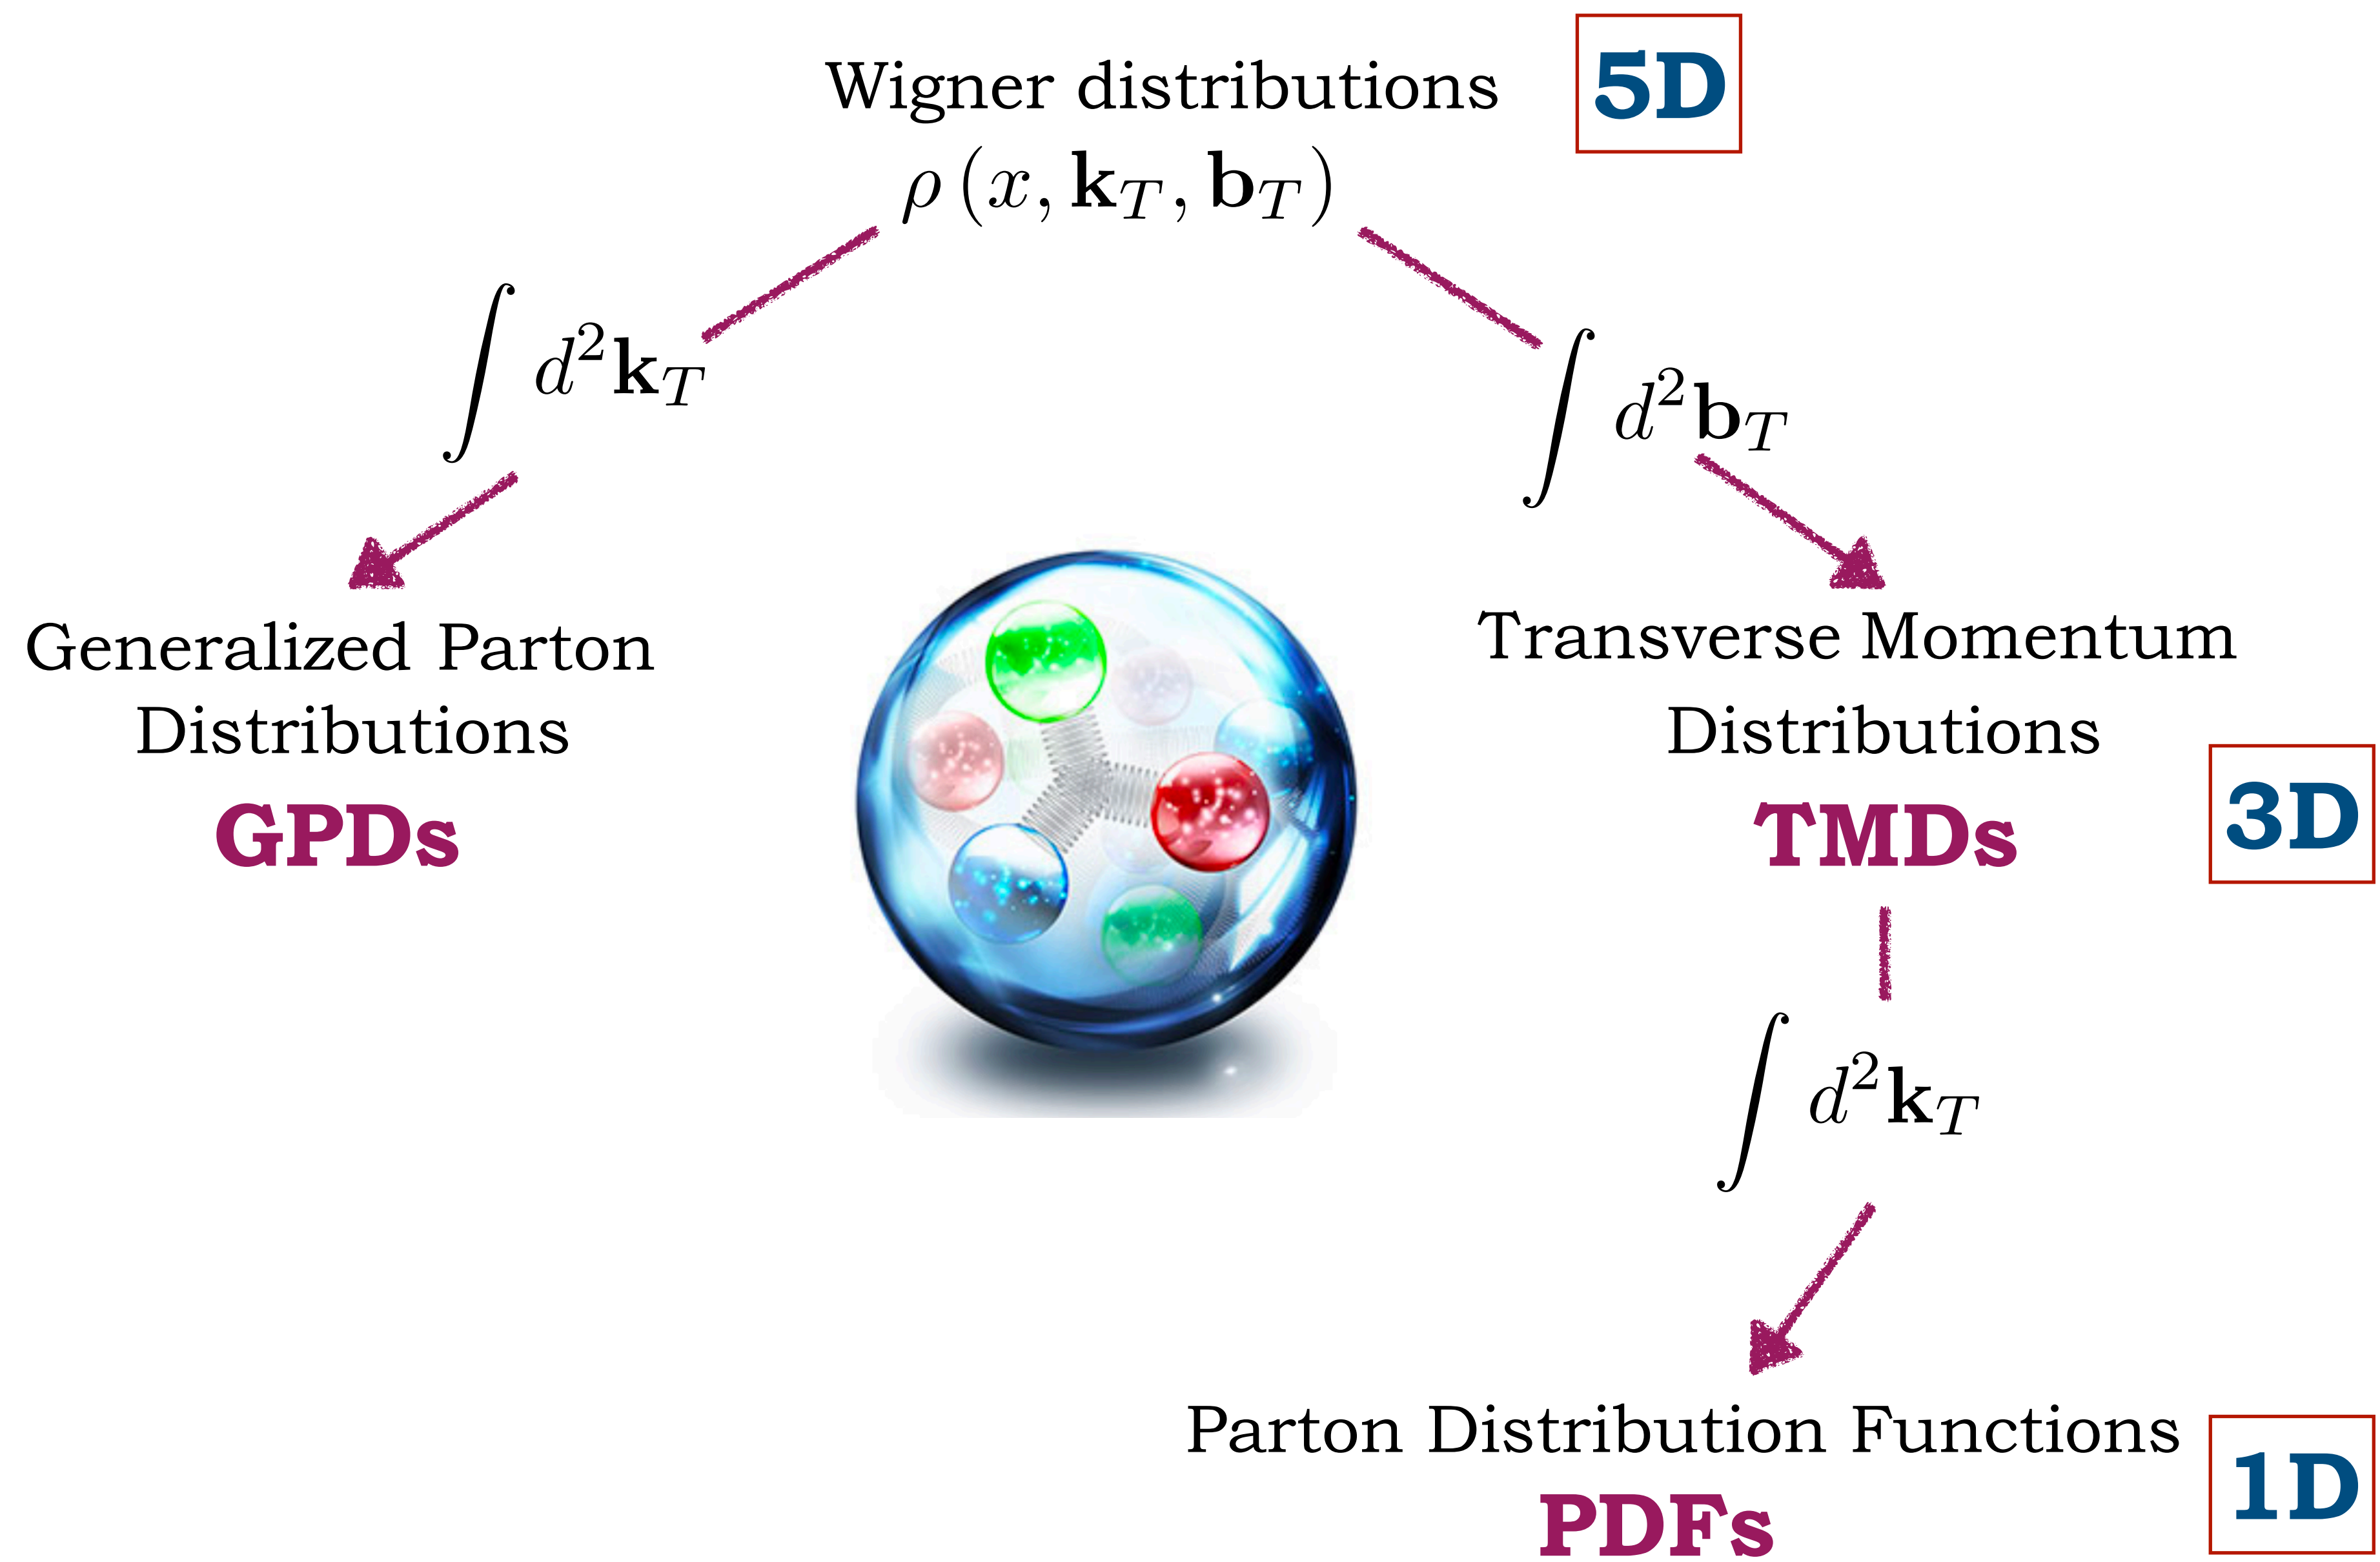 Wigner distributions
5D
ρ (x, k_T, b_T)
∫ d²k_T
∫ d²b_T
Generalized Parton
Distributions
GPDs
Transverse Momentum
Distributions
TMDs
3D
∫ d²k_T
Parton Distribution Functions
PDFs
1D